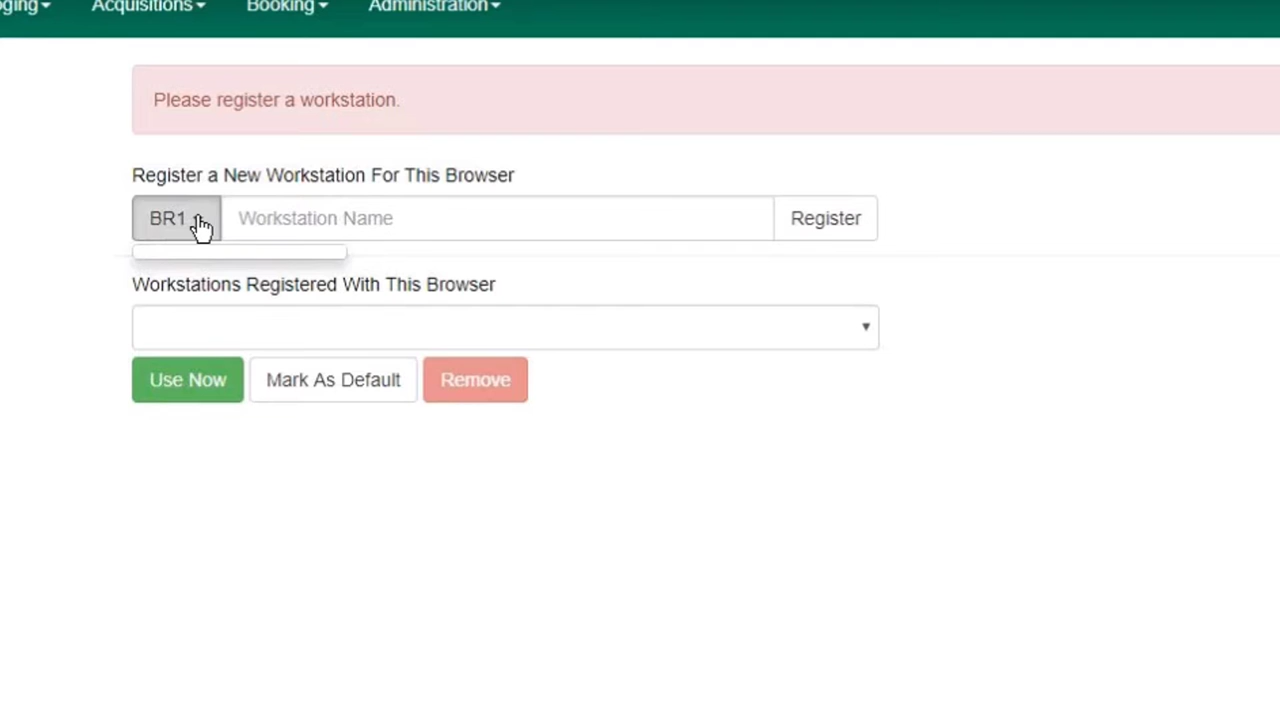 Acquisitions Booking Administration
Please register a workstation.
Register a New Workstation For This Browser
BR1 Workstation Name Register
Workstations Registered With This Browser
Use Now Mark As Default Remove